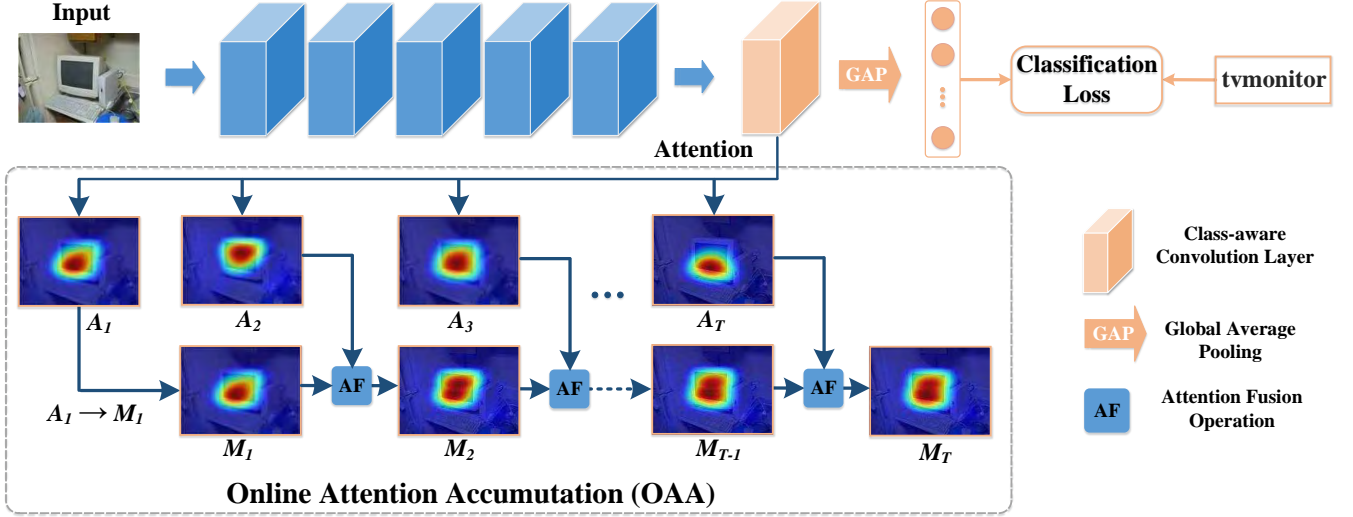 Input
GAP
Classification
Loss
tvmonitor
Attention
A1
A2
A3
...
AT
Class-aware
Convolution Layer
GAP
Global Average
Pooling
AF
AF
AF
A1 → M1
M1
M2
MT-1
MT
AF
Attention Fusion
Operation
Online Attention Accumutation (OAA)